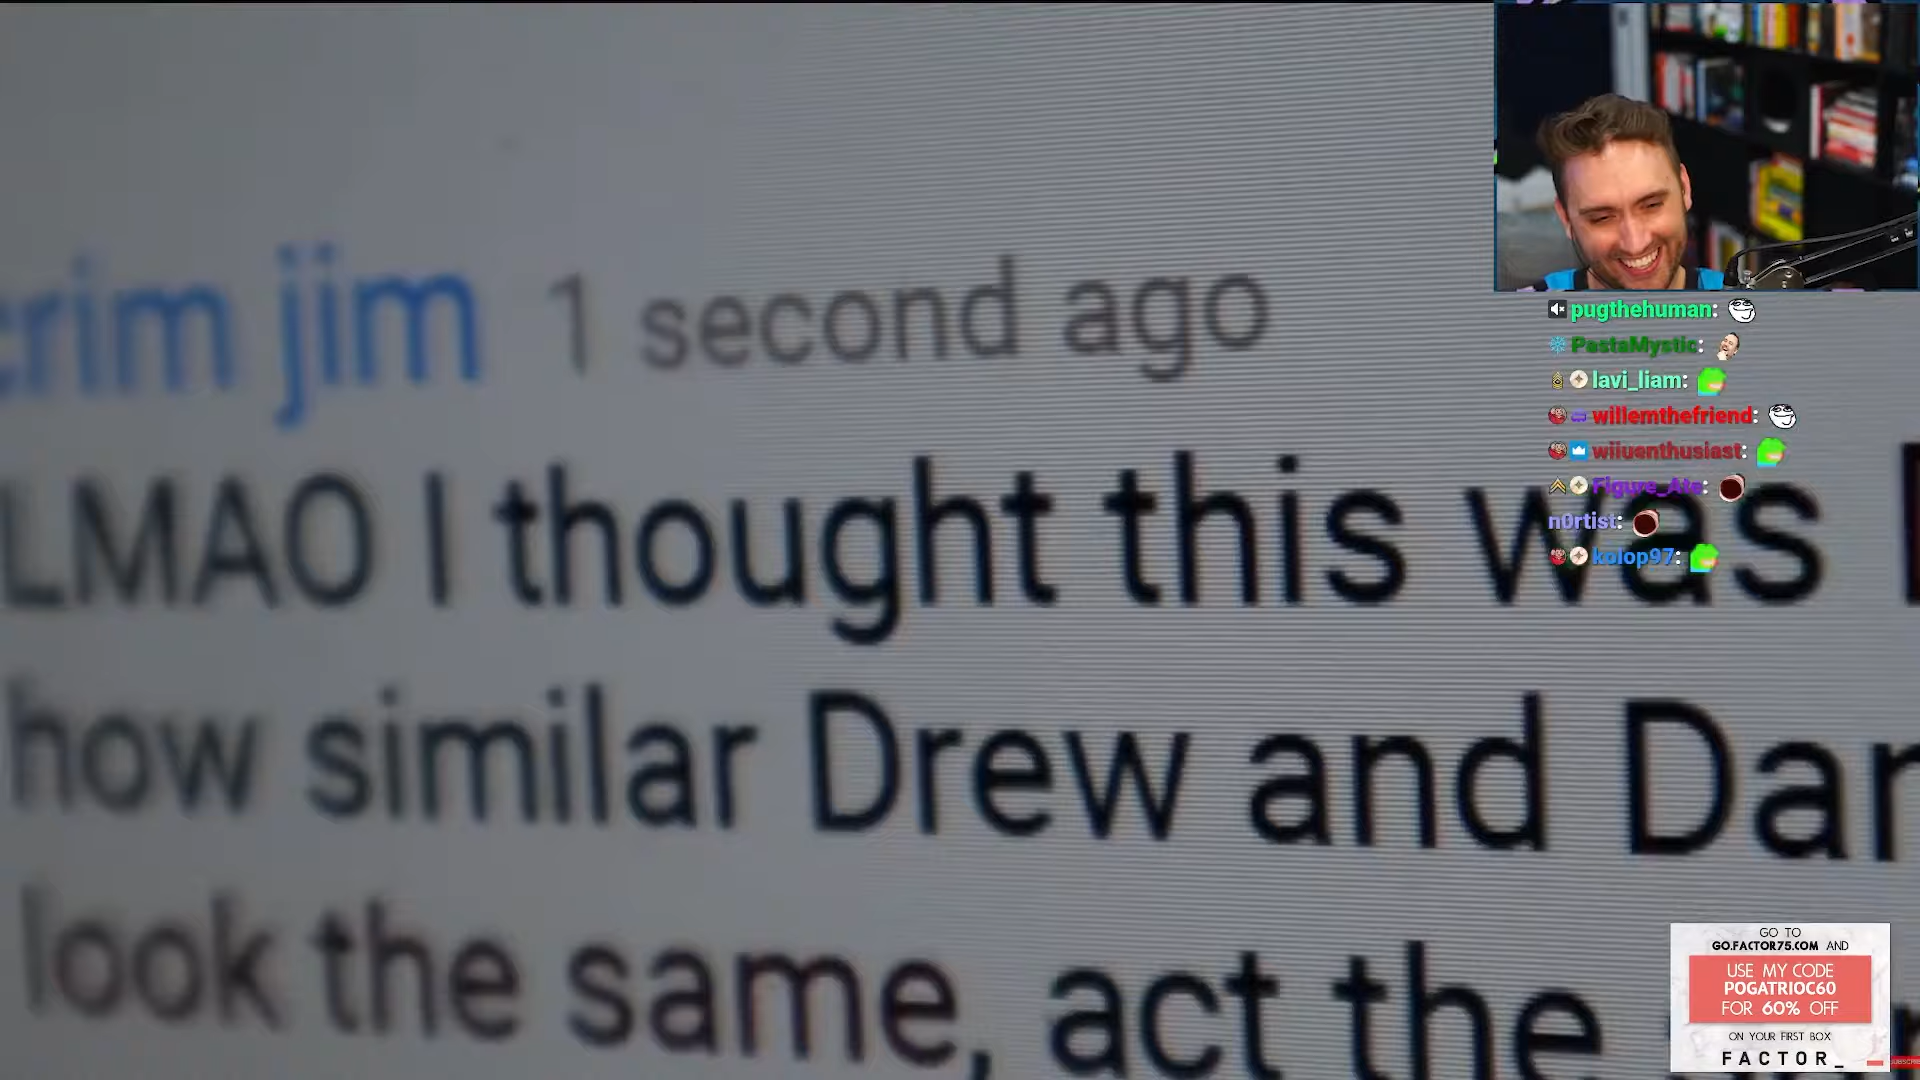 crim jim 1 second ago
LMAO I thought this was
how similar Drew and Dan
look the same, act the
pugthehuman:
PastaMystic:
lavi_liam:
willemthefriend:
wiiuenthusiast:
Figure_Ate:
n0rtist:
kolop97:
GO TO
GO.FACTOR75.COM AND
USE MY CODE
POGATRIOC60
FOR 60% OFF
ON YOUR FIRST BOX
FACTOR_